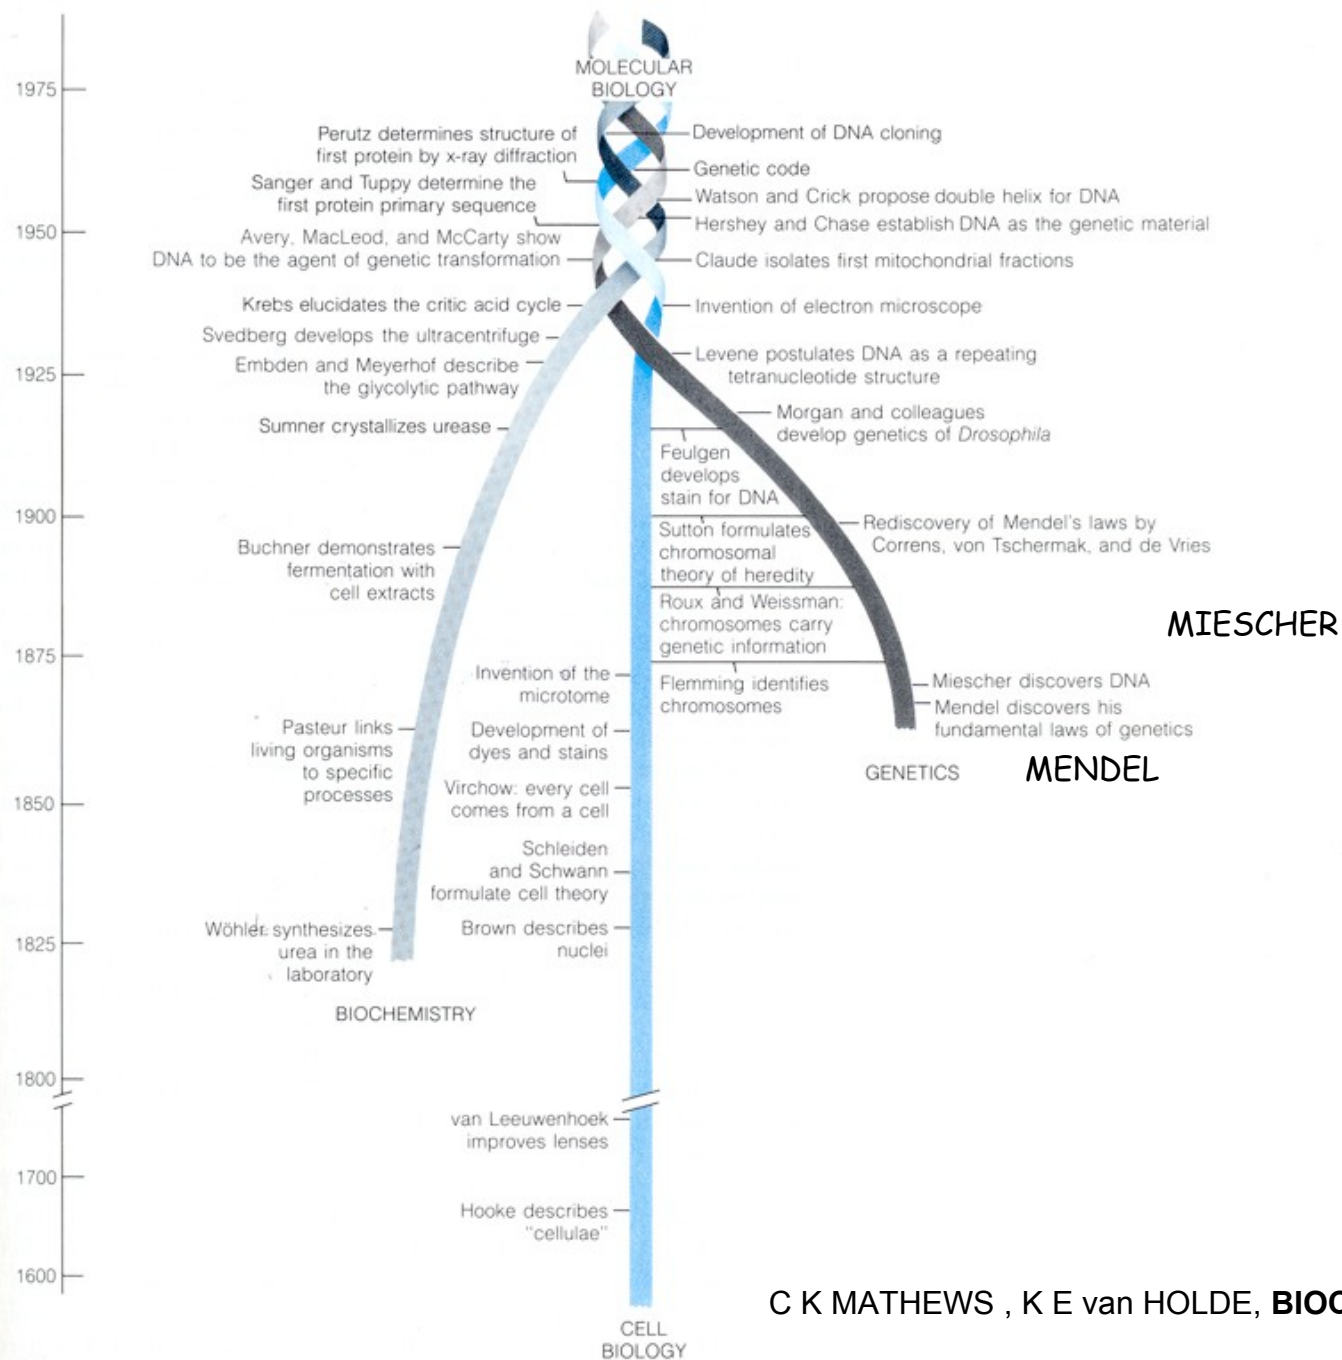 MOLECULAR
BIOLOGY
1975
1950
1925
1900
1875
1850
1825
1800
1700
1600
Perutz determines structure of
first protein by x-ray diffraction
Sanger and Tuppy determine the
first protein primary sequence
Avery, MacLeod, and McCarty show
DNA to be the agent of genetic transformation
Krebs elucidates the critic acid cycle
Svedberg develops the ultracentrifuge
Embden and Meyerhof describe
the glycolytic pathway
Sumner crystallizes urease
Buchner demonstrates
fermentation with
cell extracts
Pasteur links
living organisms
to specific
processes
Wöhler synthesizes
urea in the
laboratory
BIOCHEMISTRY
Development of DNA cloning
Genetic code
Watson and Crick propose double helix for DNA
Hershey and Chase establish DNA as the genetic material
Claude isolates first mitochondrial fractions
Invention of electron microscope
Levene postulates DNA as a repeating
tetranucleotide structure
Morgan and colleagues
develop genetics of Drosophila
Feulgen
develops
stain for DNA
Sutton formulates
chromosomal
theory of heredity
Rediscovery of Mendel's laws by
Correns, von Tschermak, and de Vries
Roux and Weissman:
chromosomes carry
genetic information
MIESCHER
Flemming identifies
chromosomes
Miescher discovers DNA
Mendel discovers his
fundamental laws of genetics
GENETICS
MENDEL
Invention of the
microtome
Development of
dyes and stains
Virchow: every cell
comes from a cell
Schleiden
and Schwann
formulate cell theory
Brown describes
nuclei
van Leeuwenhoek
improves lenses
Hooke describes
"cellulae"
CELL
BIOLOGY
C K MATHEWS , K E van HOLDE, BIOC